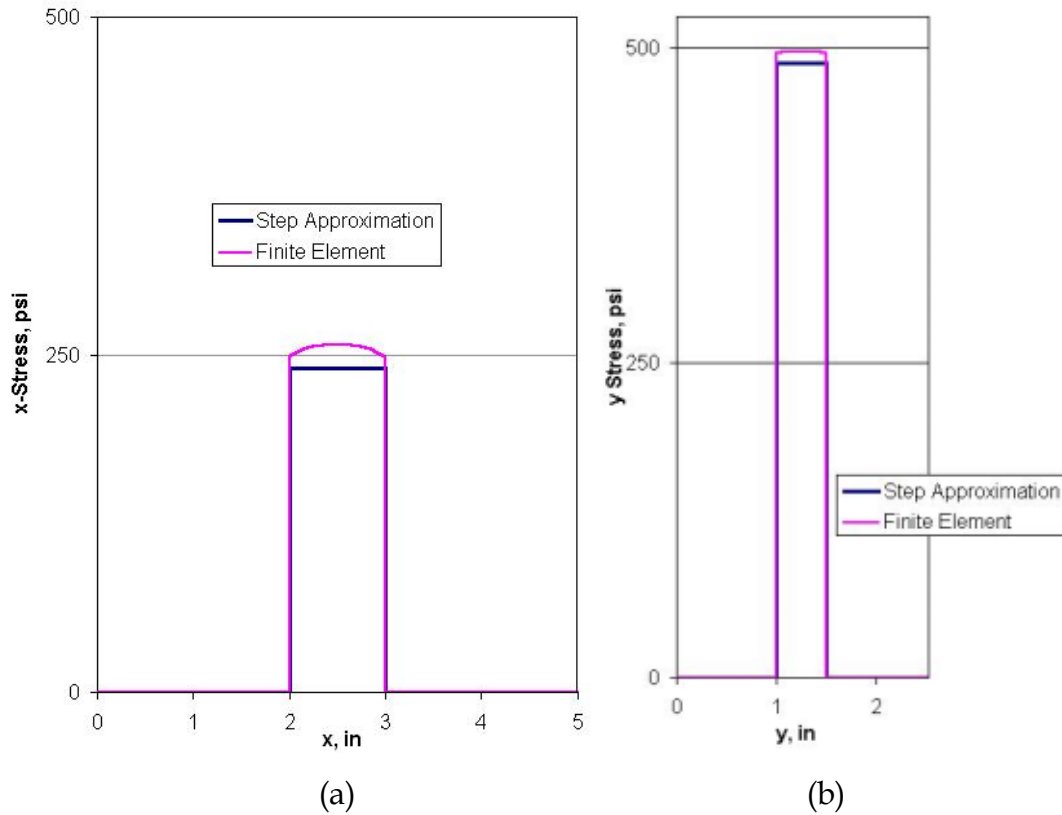 500
250
0
x-Stress, psi
Step Approximation
Finite Element
0 1 2 3 4 5
x, in
(a)
500
250
0
y Stress, psi
Step Approximation
Finite Element
0 1 2
y, in
(b)